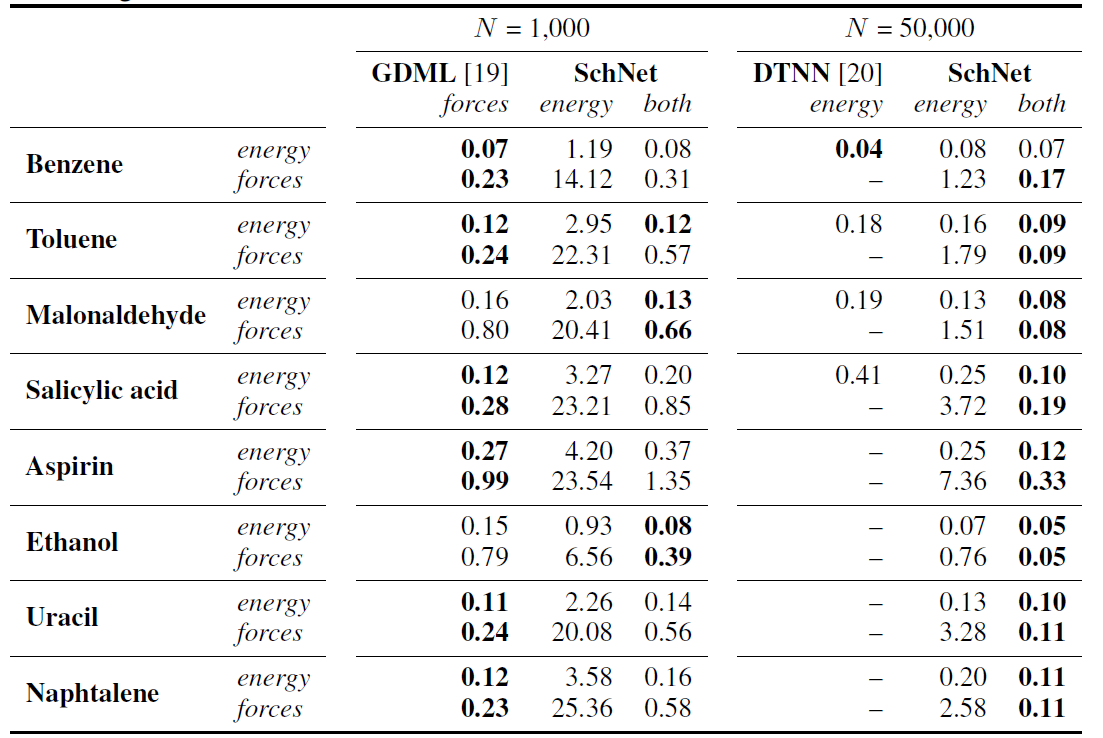 N = 1,000 N = 50,000
GDML [19] SchNet DTNN [20] SchNet
forces energy both energy energy both
Benzene energy 0.07 1.19 0.08 0.04 0.08 0.07
forces 0.23 14.12 0.31 – 1.23 0.17
Toluene energy 0.12 2.95 0.12 0.18 0.16 0.09
forces 0.24 22.31 0.57 – 1.79 0.09
Malonaldehyde energy 0.16 2.03 0.13 0.19 0.13 0.08
forces 0.80 20.41 0.66 – 1.51 0.08
Salicylic acid energy 0.12 3.27 0.20 0.41 0.25 0.10
forces 0.28 23.21 0.85 – 3.72 0.19
Aspirin energy 0.27 4.20 0.37 – 0.25 0.12
forces 0.99 23.54 1.35 – 7.36 0.33
Ethanol energy 0.15 0.93 0.08 – 0.07 0.05
forces 0.79 6.56 0.39 – 0.76 0.05
Uracil energy 0.11 2.26 0.14 – 0.13 0.10
forces 0.24 20.08 0.56 – 3.28 0.11
Naphtalene energy 0.12 3.58 0.16 – 0.20 0.11
forces 0.23 25.36 0.58 – 2.58 0.11